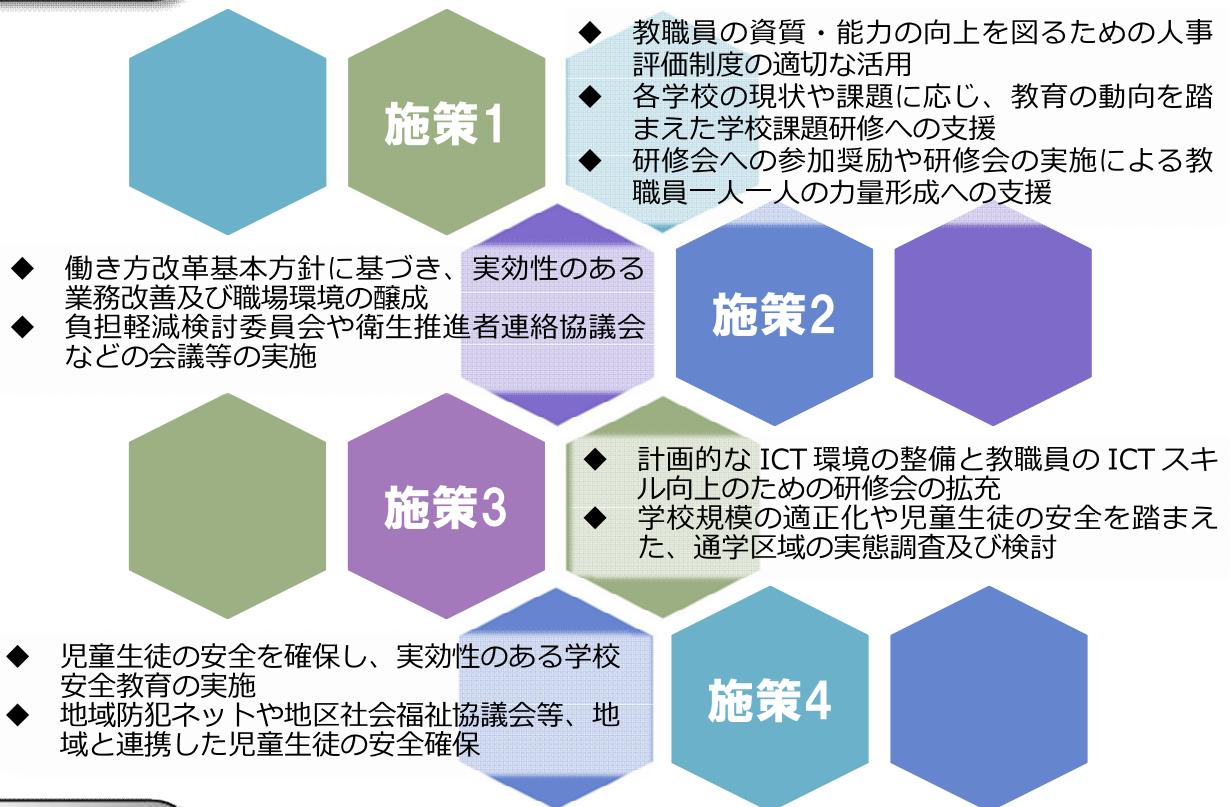 施策1
◆ 教職員の資質・能力の向上を図るための人事
評価制度の適切な活用
◆ 各学校の現状や課題に応じ、教育の動向を踏
まえた学校課題研修への支援
◆ 研修会への参加奨励や研修会の実施による教
職員一人一人の力量形成への支援
◆ 働き方改革基本方針に基づき、実効性のある
業務改善及び職場環境の醸成
◆ 負担軽減検討委員会や衛生推進者連絡協議会
などの会議等の実施
施策2
施策3
◆ 計画的な ICT 環境の整備と教職員の ICT スキ
ル向上のための研修会の拡充
◆ 学校規模の適正化や児童生徒の安全を踏まえ
た、通学区域の実態調査及び検討
◆ 児童生徒の安全を確保し、実効性のある学校
安全教育の実施
◆ 地域防犯ネットや地区社会福祉協議会等、地
域と連携した児童生徒の安全確保
施策4